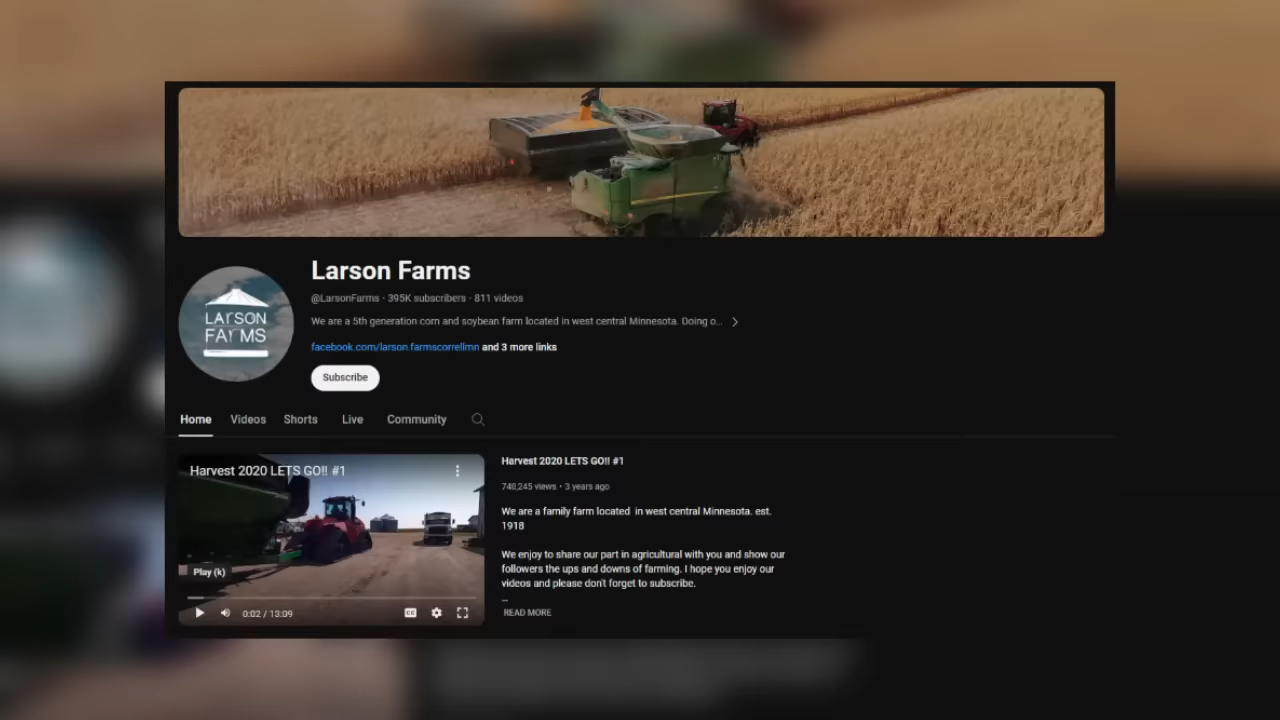 LArSON
FArMS
Larson Farms
@LarsonFarms · 395K subscribers · 811 videos
We are a 5th generation corn and soybean farm located in west central Minnesota. Doing o...
facebook.com/larson.farmscorrellmn and 3 more links
Subscribe
Home Videos Shorts Live Community
Harvest 2020 LETS GO!! #1
Play (k)
0:02 / 13:09
CC
Harvest 2020 LETS GO!! #1
748,245 views · 3 years ago
We are a family farm located in west central Minnesota. est.
1918
We enjoy to share our part in agricultural with you and show our
followers the ups and downs of farming. I hope you enjoy our
videos and please don't forget to subscribe.
...
READ MORE